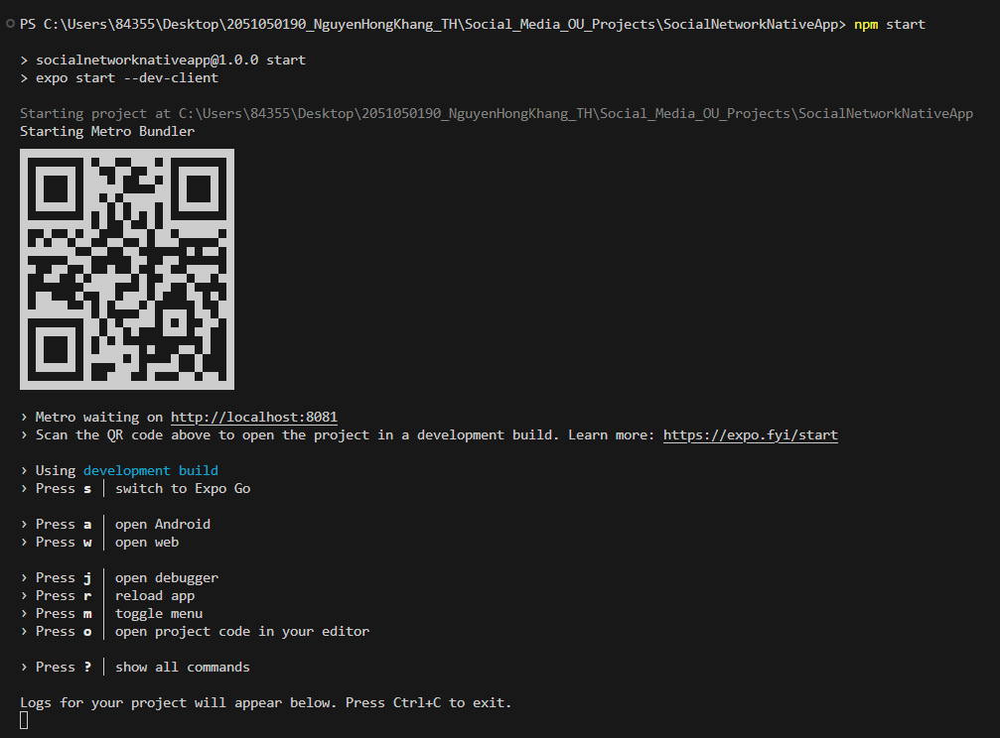 PS C:\Users\84355\Desktop\2051050190_NguyenHongKhang_TH\Social_Media_OU_Projects\SocialNetworkNativeApp> npm start
> socialnetworknativeapp@1.0.0 start
> expo start --dev-client
Starting project at C:\Users\84355\Desktop\2051050190_NguyenHongKhang_TH\Social_Media_OU_Projects\SocialNetworkNativeApp
Starting Metro Bundler
› Metro waiting on http://localhost:8081
› Scan the QR code above to open the project in a development build. Learn more: https://expo.fyi/start
› Using development build
› Press s │ switch to Expo Go
› Press a │ open Android
› Press w │ open web
› Press j │ open debugger
› Press r │ reload app
› Press m │ toggle menu
› Press o │ open project code in your editor
› Press ? │ show all commands
Logs for your project will appear below. Press Ctrl+C to exit.